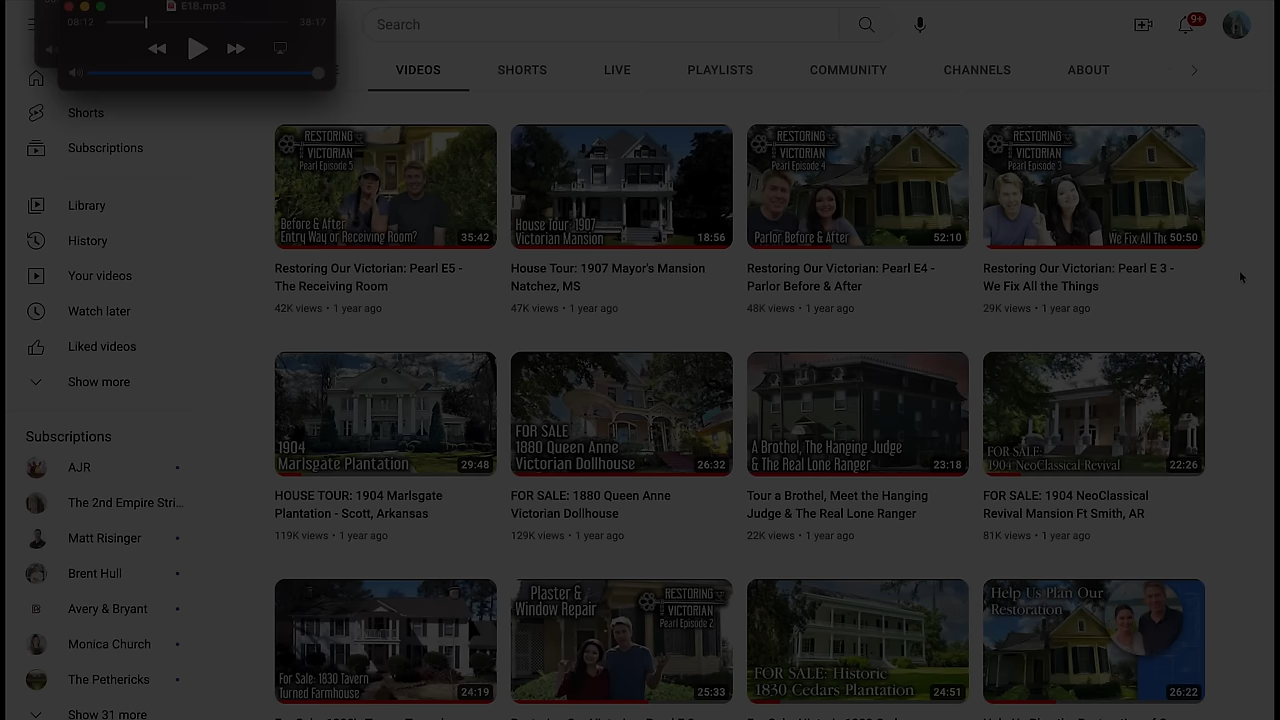 E18.mp3
08:12
38:17
Search
9+
VIDEOS
SHORTS
LIVE
PLAYLISTS
COMMUNITY
CHANNELS
ABOUT
Shorts
Subscriptions
Library
History
Your videos
Watch later
Liked videos
Show more
Subscriptions
AJR
The 2nd Empire Stri...
Matt Risinger
Brent Hull
Avery & Bryant
Monica Church
The Pethericks
Show 31 more
RESTORING
VICTORIAN
Pearl Episode 5
Before & After
Entry Way or Receiving Room?
35:42
Restoring Our Victorian: Pearl E5 -
The Receiving Room
42K views • 1 year ago
House Tour: 1907
Victorian Mansion
18:56
House Tour: 1907 Mayor's Mansion
Natchez, MS
47K views • 1 year ago
RESTORING
VICTORIAN
Pearl Episode 4
Parlor Before & After
52:10
Restoring Our Victorian: Pearl E4 -
Parlor Before & After
48K views • 1 year ago
RESTORING
VICTORIAN
Pearl Episode 3
We Fix All the
50:50
Restoring Our Victorian: Pearl E 3 -
We Fix All the Things
29K views • 1 year ago
1904
Marlsgate Plantation
29:48
HOUSE TOUR: 1904 Marlsgate
Plantation - Scott, Arkansas
119K views • 1 year ago
FOR SALE
1880 Queen Anne
Victorian Dollhouse
26:32
FOR SALE: 1880 Queen Anne
Victorian Dollhouse
129K views • 1 year ago
A Brothel, The Hanging Judge
& The Real Lone Ranger
23:18
Tour a Brothel, Meet the Hanging
Judge & The Real Lone Ranger
22K views • 1 year ago
FOR SALE:
1904 NeoClassical Revival
22:26
FOR SALE: 1904 NeoClassical
Revival Mansion Ft Smith, AR
81K views • 1 year ago
For Sale: 1830 Tavern
Turned Farmhouse
24:19
Plaster &
Window Repair
RESTORING
VICTORIAN
Pearl Episode 2
25:33
FOR SALE: Historic
1830 Cedars Plantation
24:51
Help Us Plan Our
Restoration
26:22